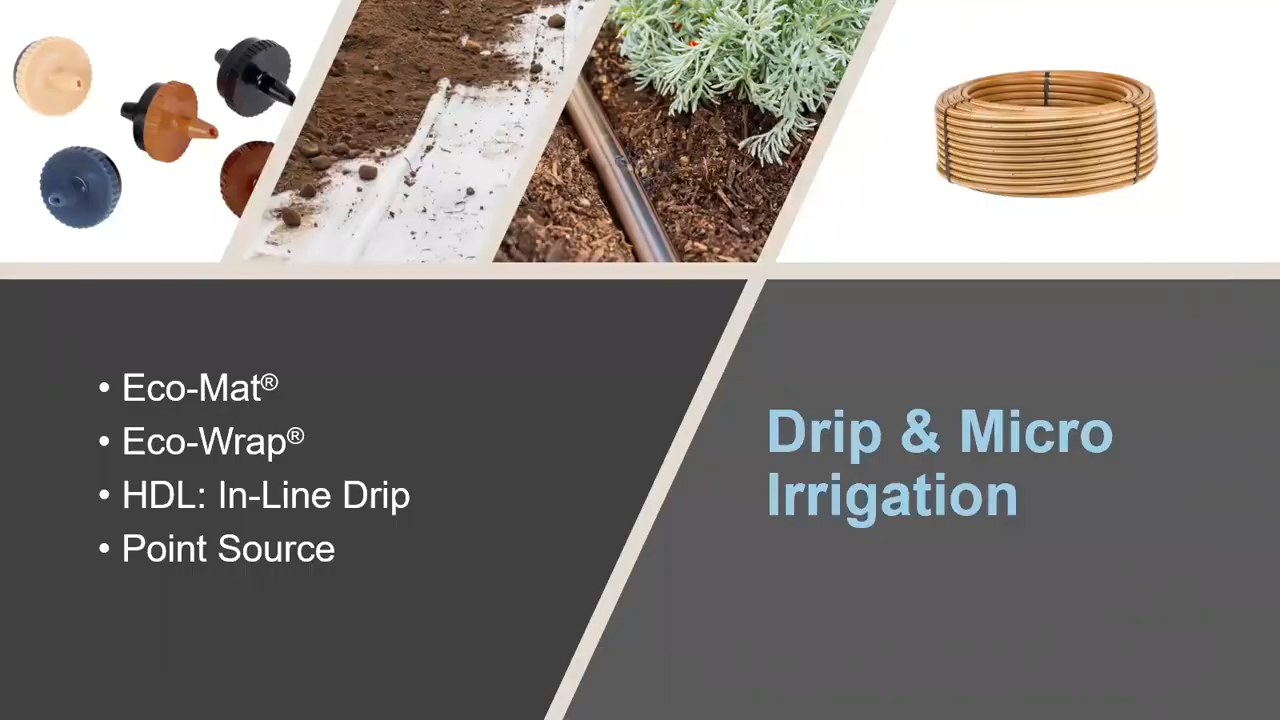 • Eco-Mat®
• Eco-Wrap®
• HDL: In-Line Drip
• Point Source
Drip & Micro
Irrigation